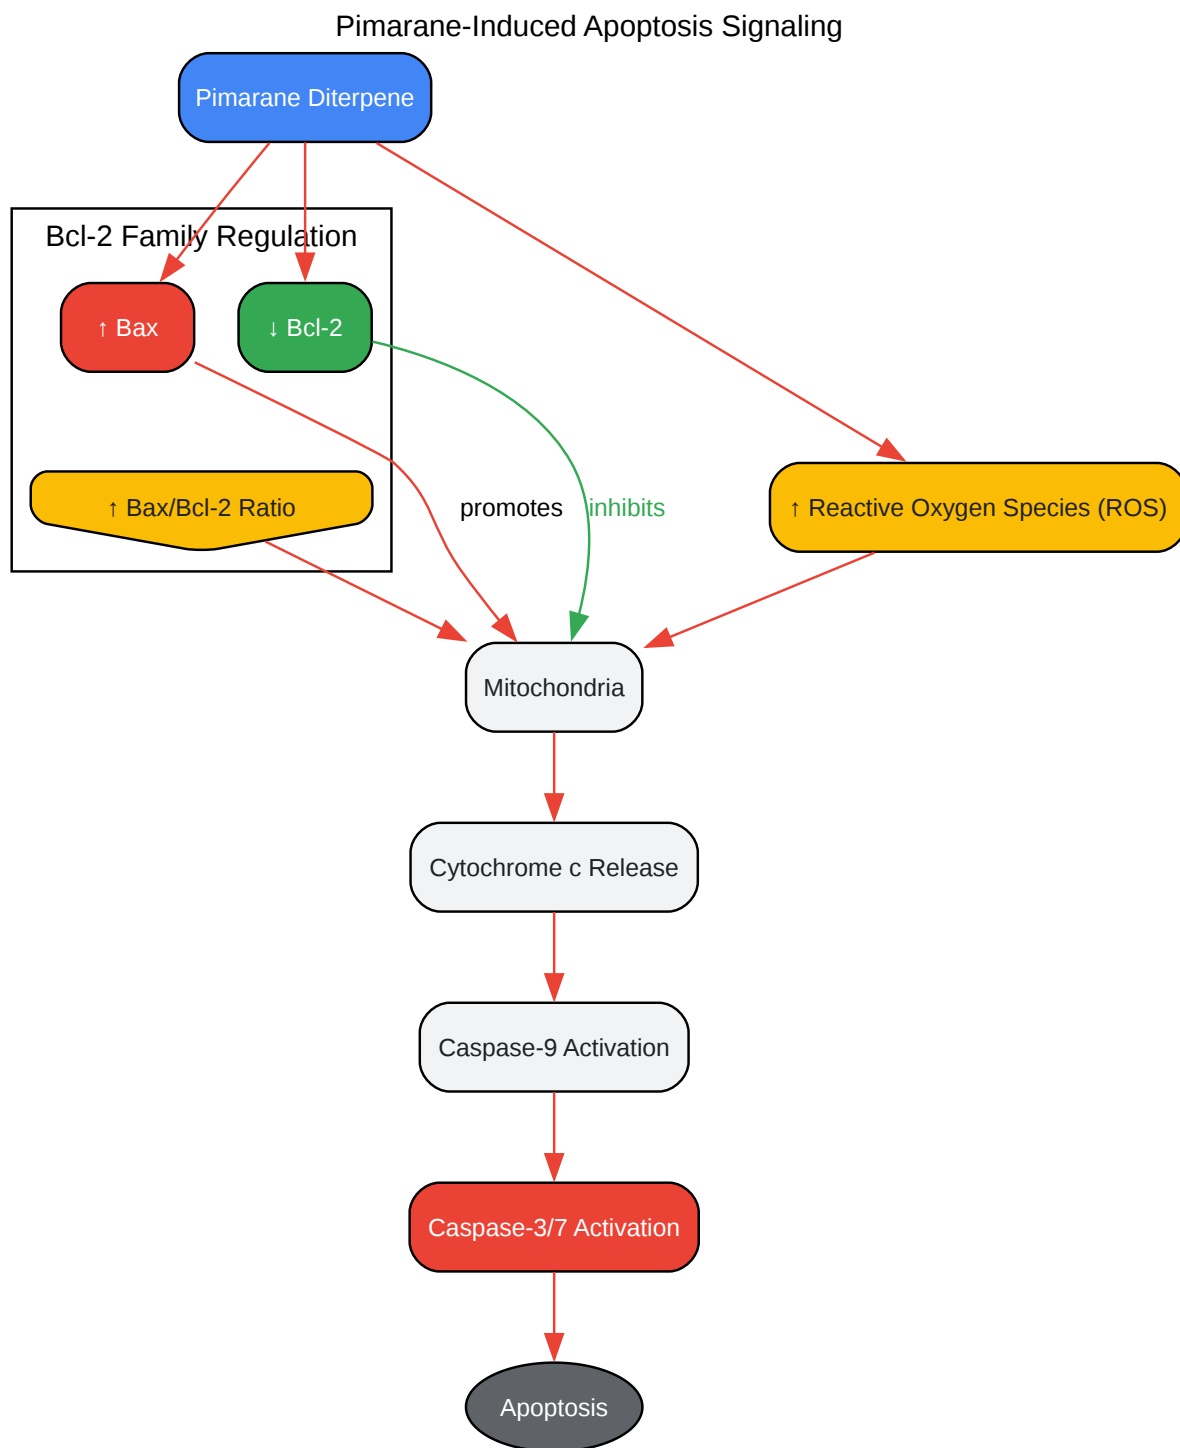 Pimarane-Induced Apoptosis Signaling
Pimarane Diterpene
Bcl-2 Family Regulation
↑ Bax
↓ Bcl-2
↑ Bax/Bcl-2 Ratio
promotes
inhibits
↑ Reactive Oxygen Species (ROS)
Mitochondria
Cytochrome c Release
Caspase-9 Activation
Caspase-3/7 Activation
Apoptosis